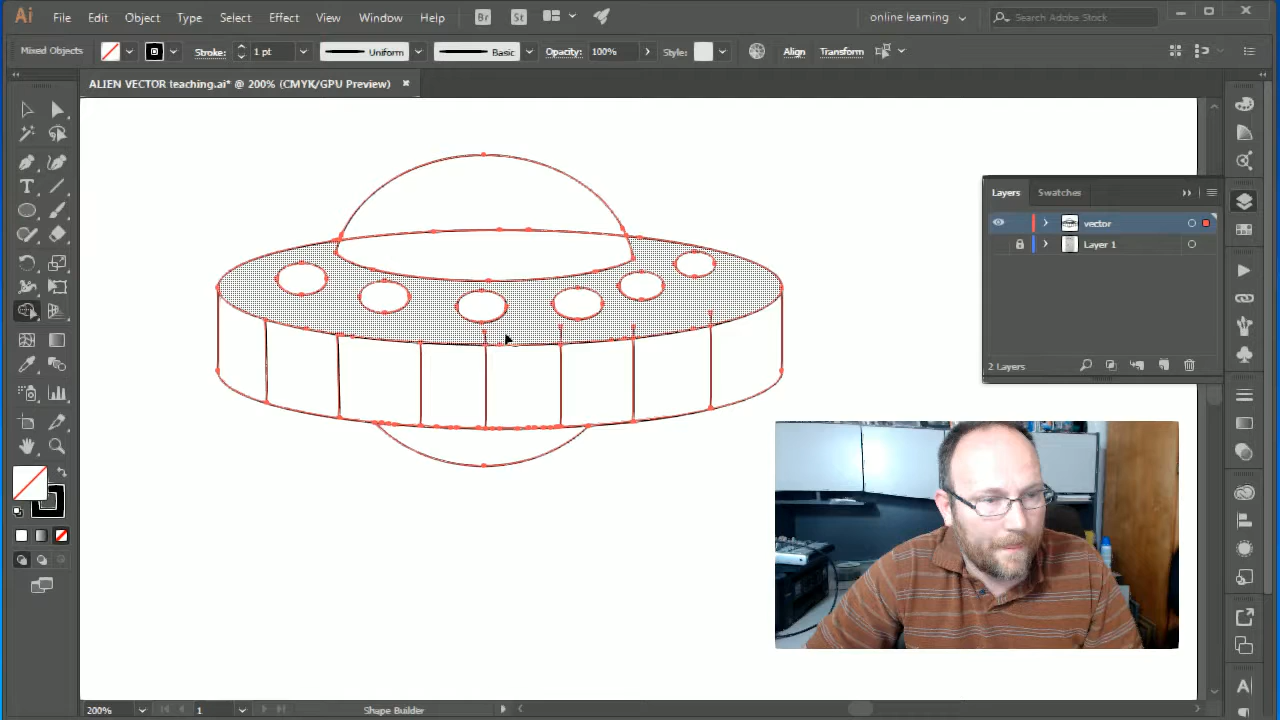 Ai File Edit Object Type Select Effect View Window Help Br St online learning Search Adobe Stock
Mixed Objects Stroke: 1 pt Uniform Basic Opacity: 100% Style: Align Transform
ALIEN VECTOR teaching.ai* @ 200% (CMYK/GPU Preview)
Layers Swatches
vector
Layer 1
2 Layers
200% 1 Shape Builder